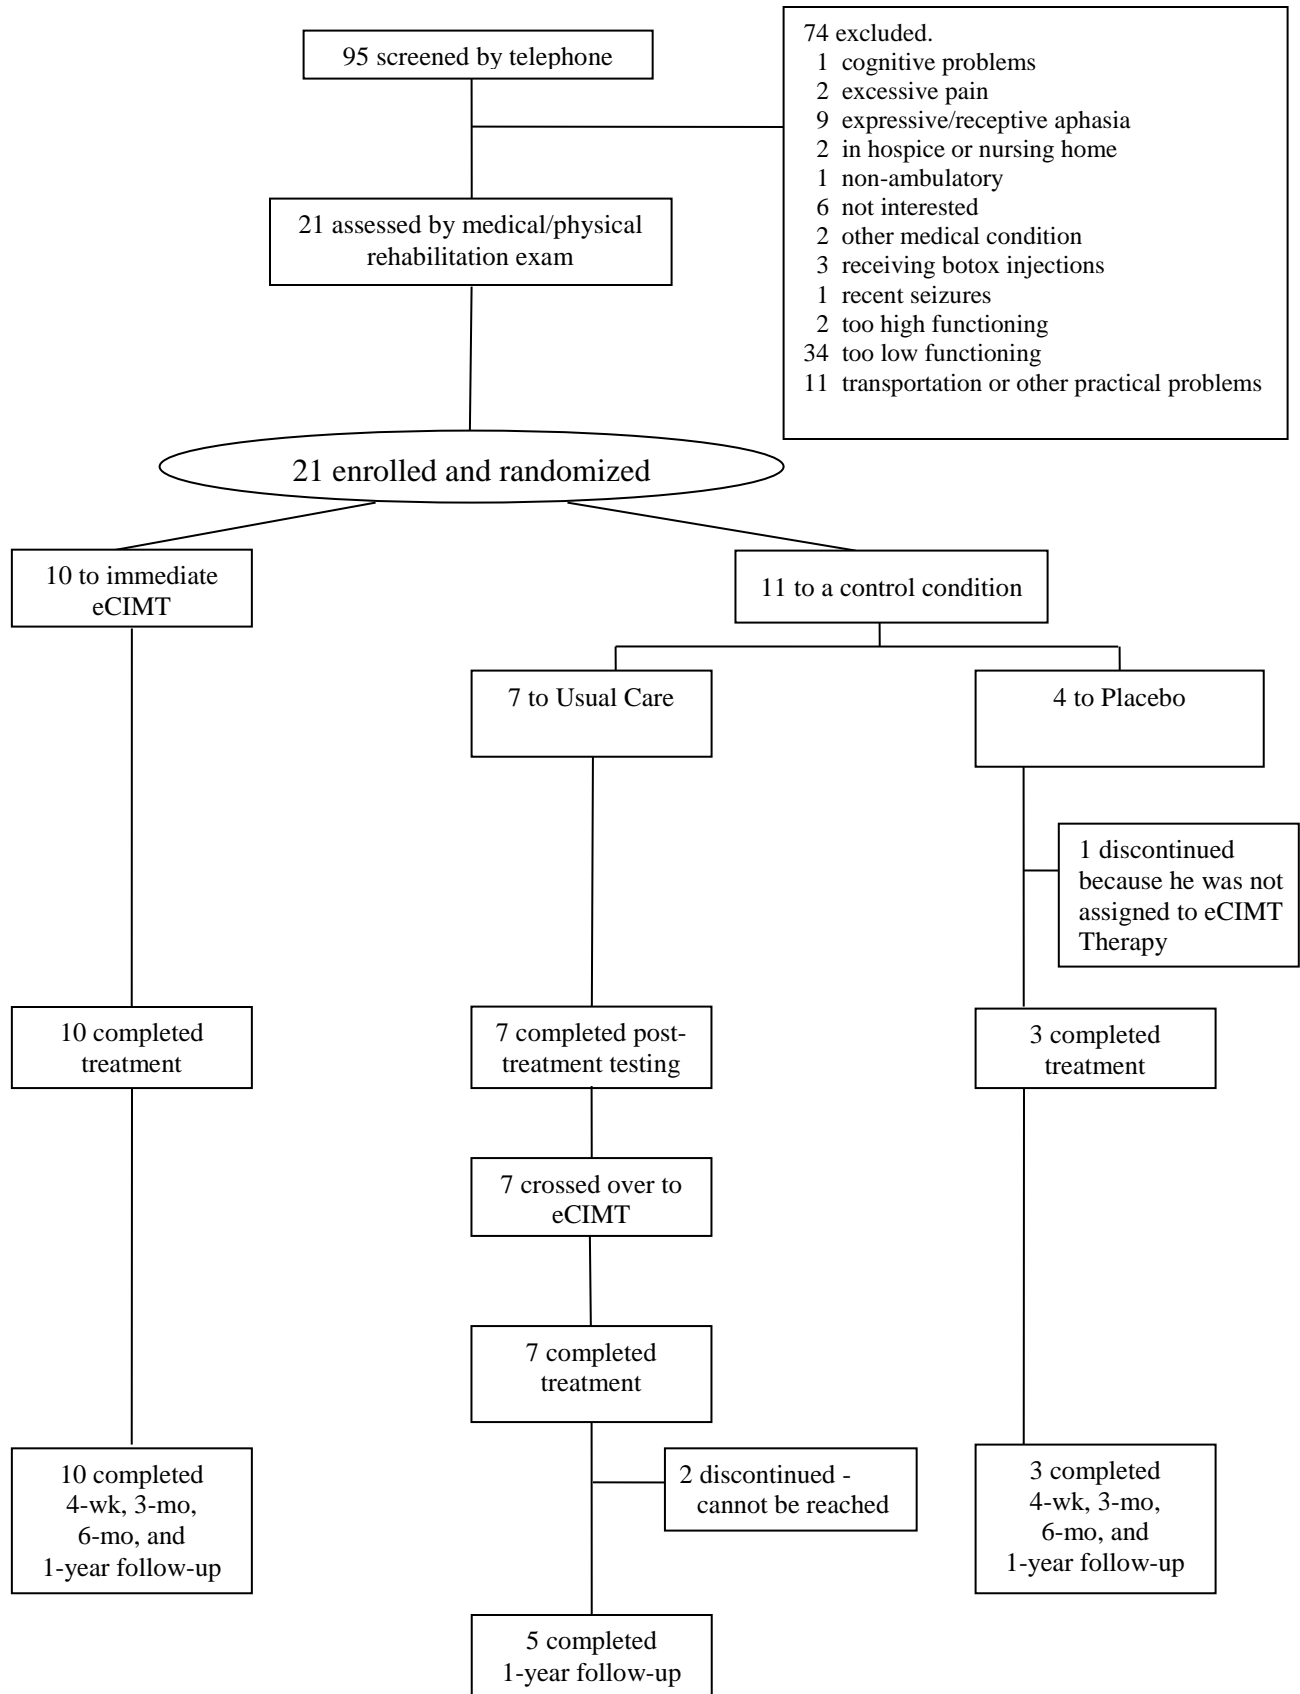 95 screened by telephone
74 excluded.
1 cognitive problems
2 excessive pain
9 expressive/receptive aphasia
2 in hospice or nursing home
1 non-ambulatory
6 not interested
2 other medical condition
3 receiving botox injections
1 recent seizures
2 too high functioning
34 too low functioning
11 transportation or other practical problems
21 assessed by medical/physical
rehabilitation exam
21 enrolled and randomized
10 to immediate
eCIMT
11 to a control condition
7 to Usual Care
4 to Placebo
1 discontinued
because he was not
assigned to eCIMT
Therapy
10 completed
treatment
7 completed post-
treatment testing
3 completed
treatment
7 crossed over to
eCIMT
7 completed
treatment
2 discontinued -
cannot be reached
10 completed
4-wk, 3-mo,
6-mo, and
1-year follow-up
3 completed
4-wk, 3-mo,
6-mo, and
1-year follow-up
5 completed
1-year follow-up